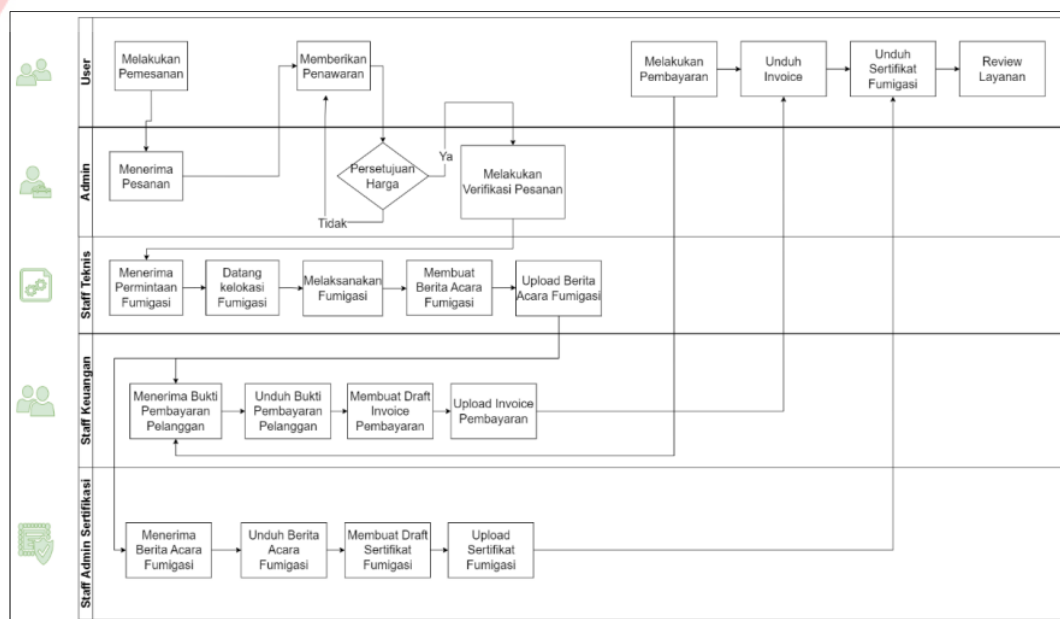 User
Melakukan
Pemesanan
Memberikan
Penawaran
Melakukan
Pembayaran
Unduh
Invoice
Unduh
Sertifikat
Fumigasi
Review
Layanan
Admin
Menerima
Pesanan
Persetujuan
Harga
Ya
Tidak
Melakukan
Verifikasi Pesanan
Staff Teknis
Menerima
Permintaan
Fumigasi
Datang
kelokasi
Fumigasi
Melaksanakan
Fumigasi
Membuat
Berita Acara
Fumigasi
Upload Berita
Acara Fumigasi
Staff Keuangan
Menerima Bukti
Pembayaran
Pelanggan
Unduh Bukti
Pembayaran
Pelanggan
Membuat Draft
Invoice
Pembayaran
Upload Invoice
Pembayaran
Staff Admin Sertifikasi
Menerima
Berita Acara
Fumigasi
Unduh Berita
Acara
Fumigasi
Membuat Draft
Sertifikat
Fumigasi
Upload
Sertifikat
Fumigasi